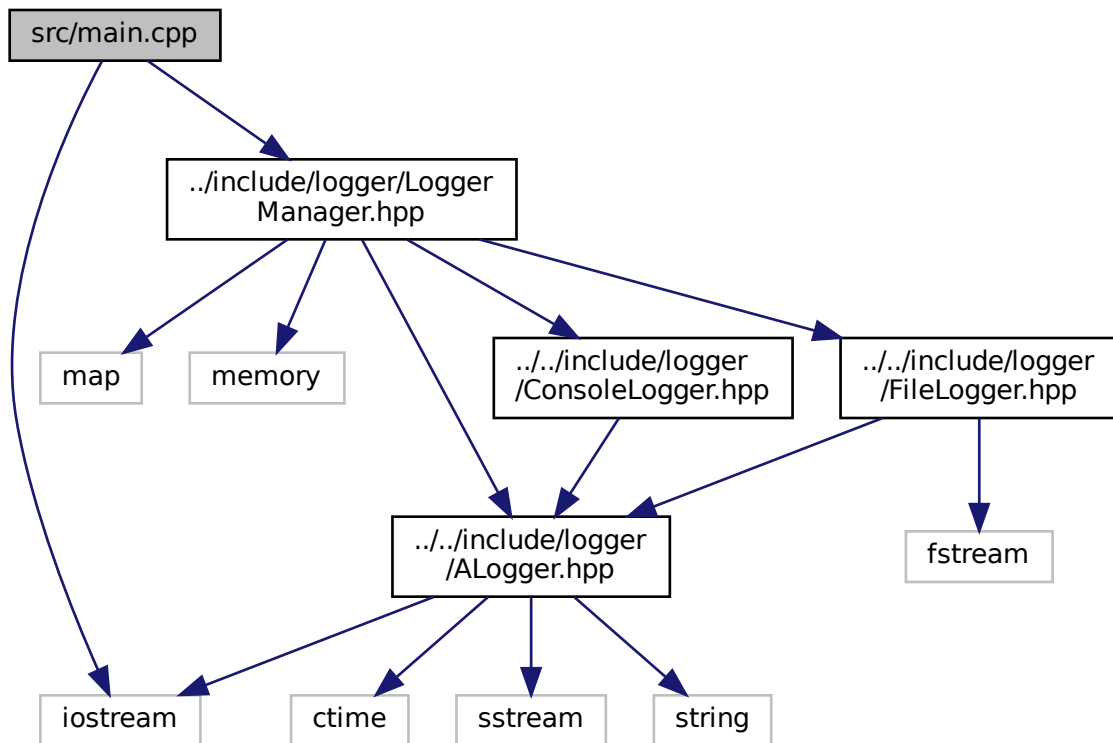 src/main.cpp
../include/logger/Logger
Manager.hpp
map
memory
../../include/logger
/ConsoleLogger.hpp
../../include/logger
/FileLogger.hpp
../../include/logger
/ALogger.hpp
fstream
iostream
ctime
sstream
string